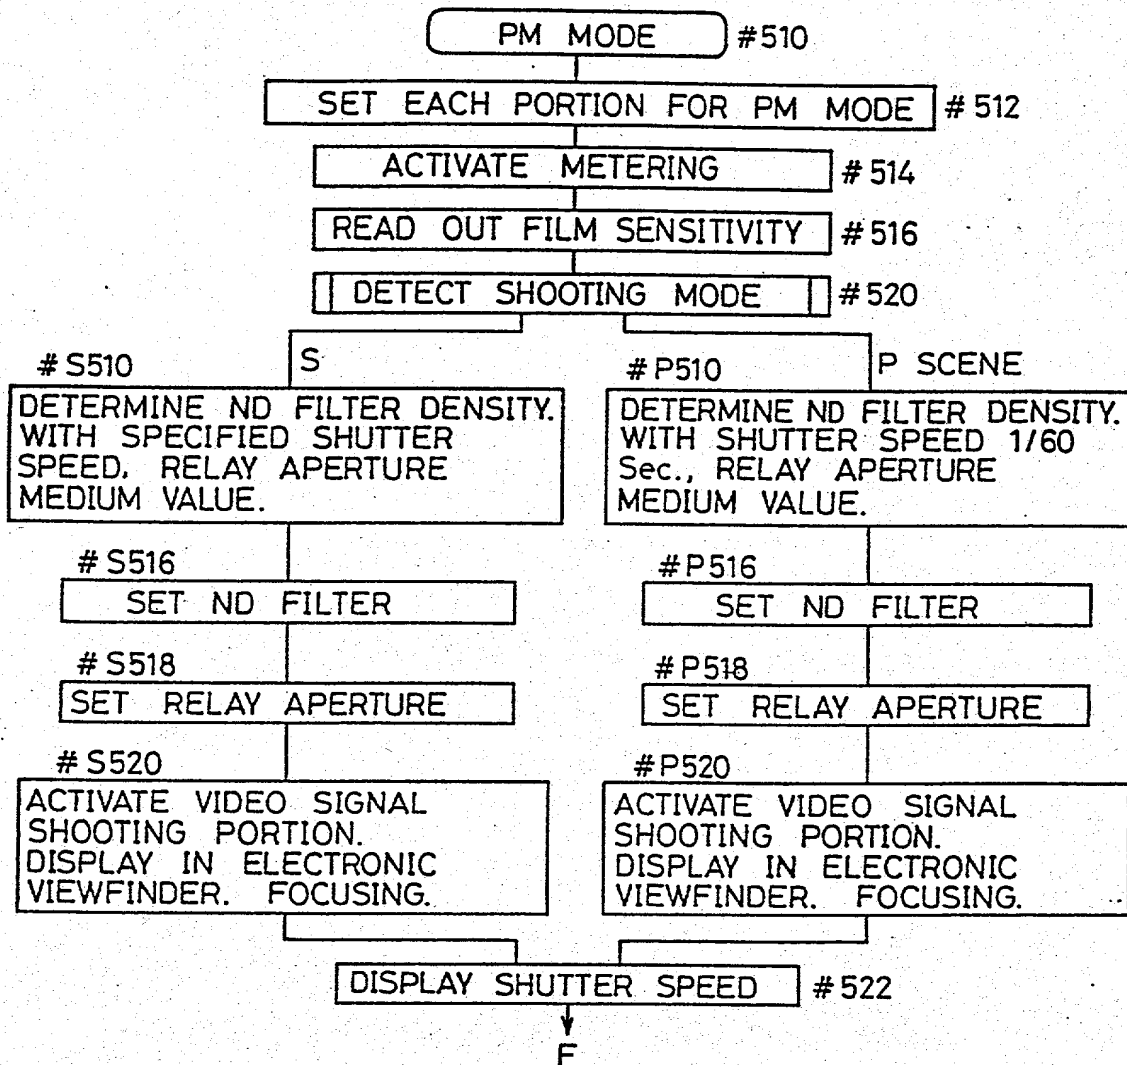 PM MODE #510
SET EACH PORTION FOR PM MODE #512
ACTIVATE METERING #514
READ OUT FILM SENSITIVITY #516
DETECT SHOOTING MODE #520
S
#S510
DETERMINE ND FILTER DENSITY.
WITH SPECIFIED SHUTTER
SPEED. RELAY APERTURE
MEDIUM VALUE.
#S516
SET ND FILTER
#S518
SET RELAY APERTURE
#S520
ACTIVATE VIDEO SIGNAL
SHOOTING PORTION.
DISPLAY IN ELECTRONIC
VIEWFINDER. FOCUSING.
P SCENE
#P510
DETERMINE ND FILTER DENSITY.
WITH SHUTTER SPEED 1/60
Sec., RELAY APERTURE
MEDIUM VALUE.
#P516
SET ND FILTER
#P518
SET RELAY APERTURE
#P520
ACTIVATE VIDEO SIGNAL
SHOOTING PORTION.
DISPLAY IN ELECTRONIC
VIEWFINDER. FOCUSING.
DISPLAY SHUTTER SPEED #522